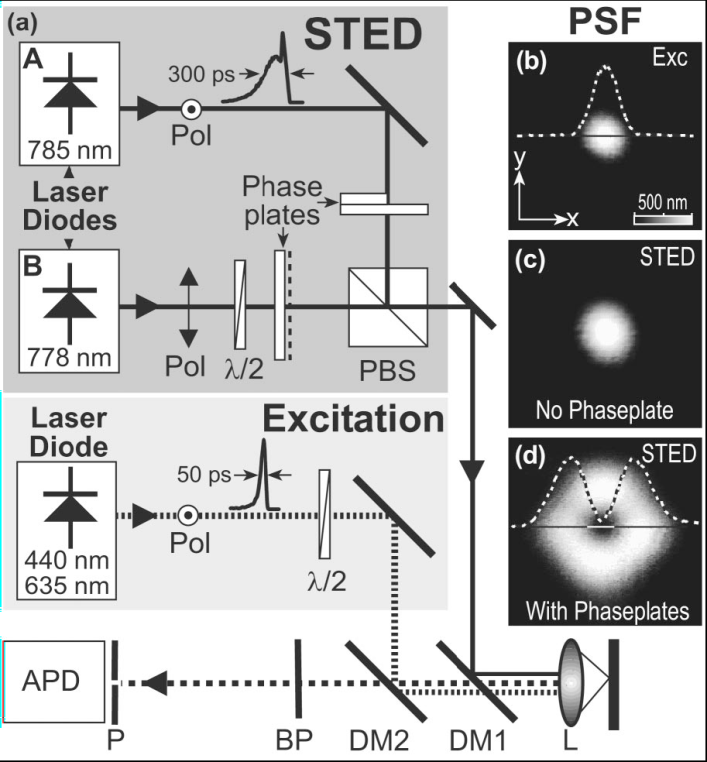 (a)
STED
A
785 nm
300 ps
Pol
Laser
Diodes
Phase
plates
B
778 nm
Pol
λ/2
PBS
Excitation
Laser
Diode
440 nm
635 nm
50 ps
Pol
λ/2
APD
P
BP
DM2
DM1
L
PSF
(b)
Exc
y
x
500 nm
(c)
STED
No Phaseplate
(d)
STED
With Phaseplates